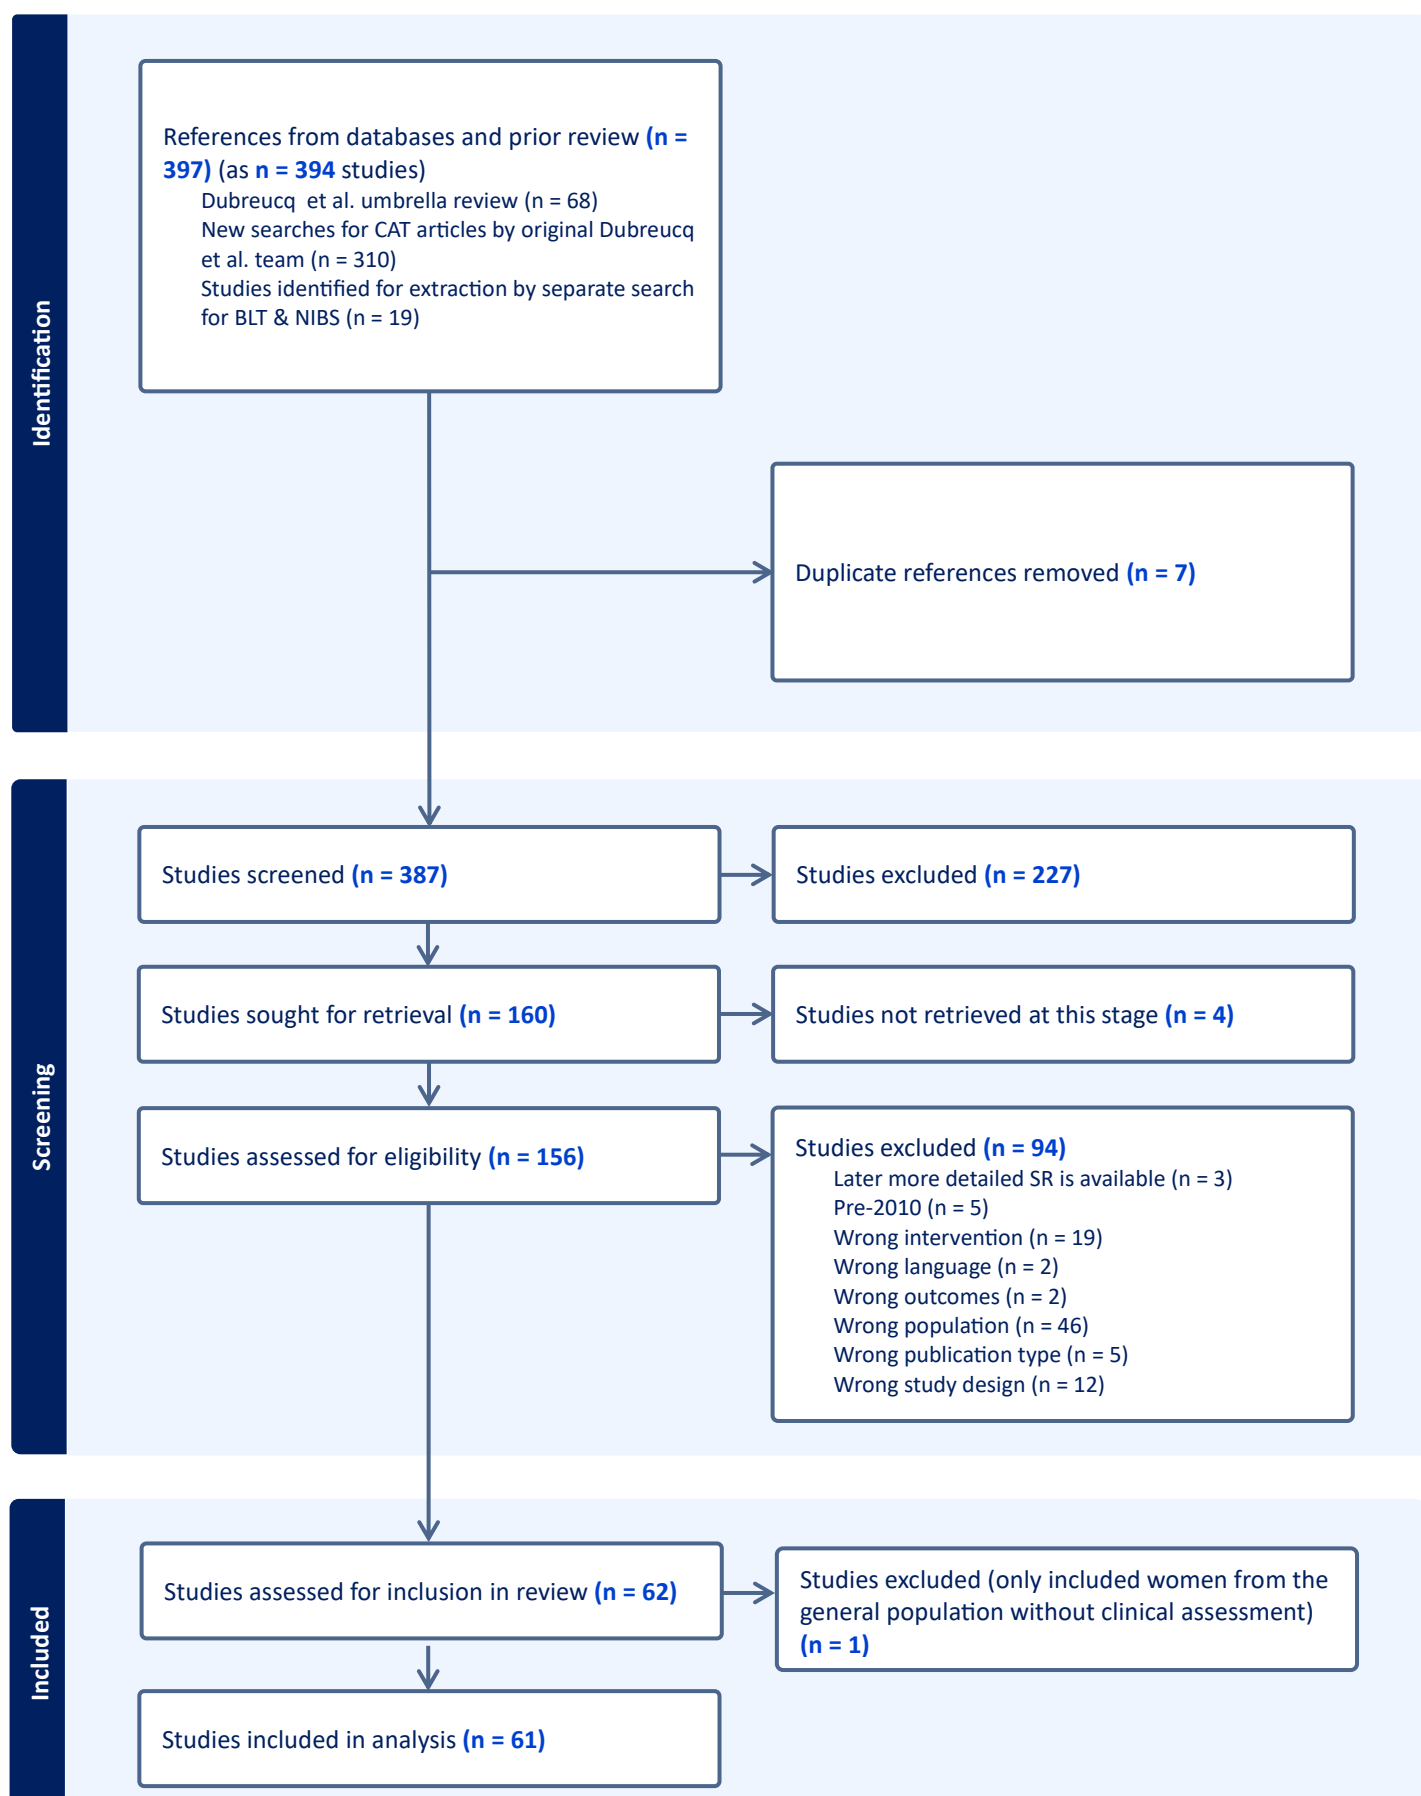 Identification
References from databases and prior review (n =
397) (as n = 394 studies)
Dubreucq  et al. umbrella review (n = 68)
New searches for CAT articles by original Dubreucq
et al. team (n = 310)
Studies identified for extraction by separate search
for BLT & NIBS (n = 19)
Duplicate references removed (n = 7)
Screening
Studies screened (n = 387)
Studies excluded (n = 227)
Studies sought for retrieval (n = 160)
Studies not retrieved at this stage (n = 4)
Studies assessed for eligibility (n = 156)
Studies excluded (n = 94)
Later more detailed SR is available (n = 3)
Pre-2010 (n = 5)
Wrong intervention (n = 19)
Wrong language (n = 2)
Wrong outcomes (n = 2)
Wrong population (n = 46)
Wrong publication type (n = 5)
Wrong study design (n = 12)
Included
Studies assessed for inclusion in review (n = 62)
Studies excluded (only included women from the
general population without clinical assessment)
(n = 1)
Studies included in analysis (n = 61)